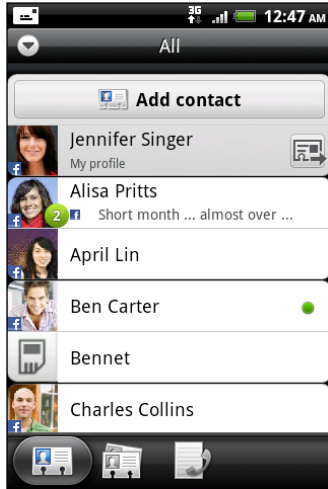 3G
12:47 AM
All
Add contact
Jennifer Singer
My profile
Alisa Pritts
2
f Short month ... almost over ...
f
April Lin
f
Ben Carter
f
Bennet
Charles Collins
f